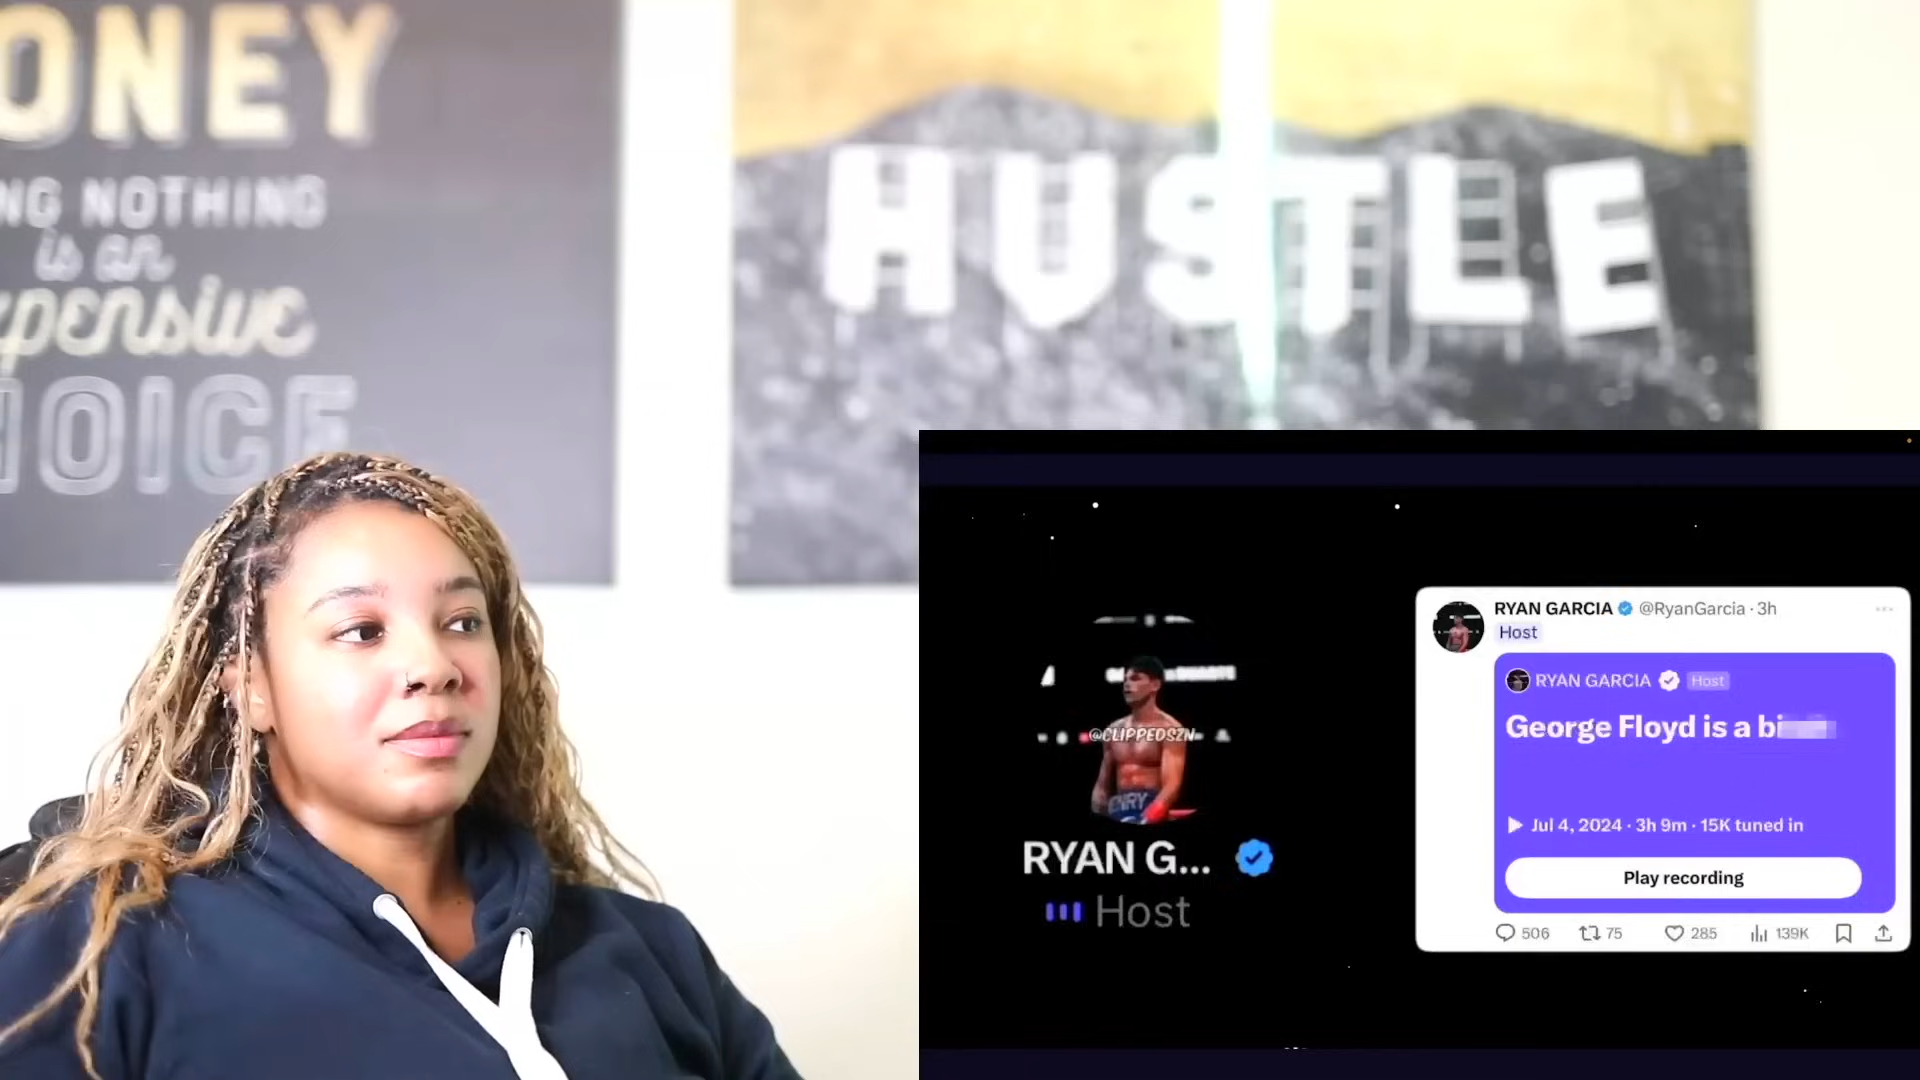 ONEY
NG NOTHING
is an
xpensive
HOICE
HUSTLE
@CLIPPEDSZN
RYAN G...
Host
RYAN GARCIA @RyanGarcia · 3h
Host
RYAN GARCIA Host
George Floyd is a bi
Jul 4, 2024 · 3h 9m · 15K tuned in
Play recording
506 75 285 139K